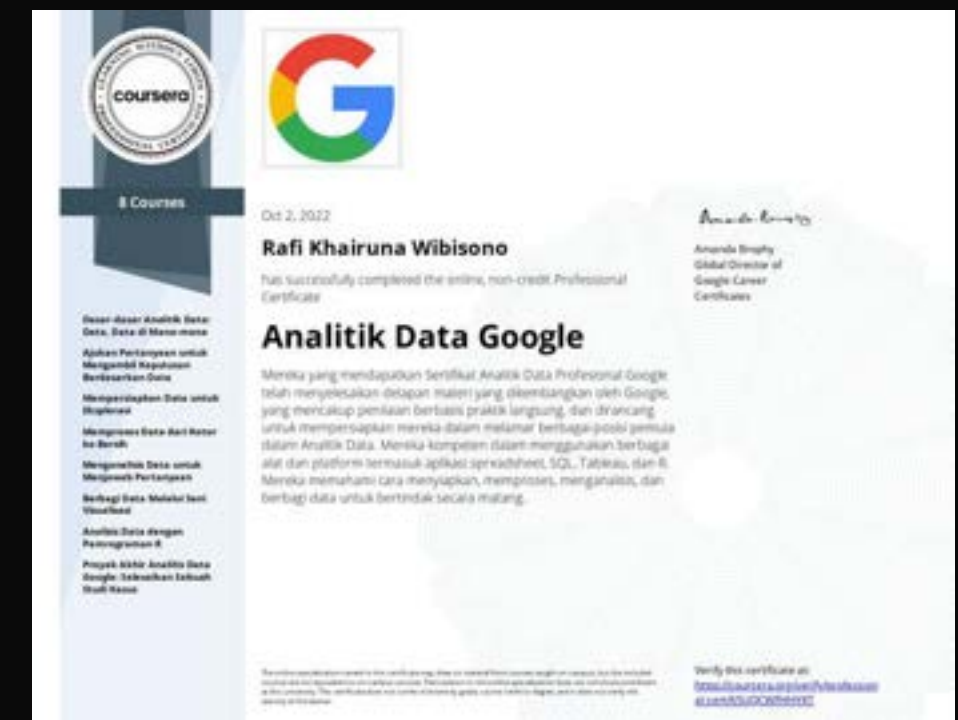 coursera
8 Courses
Dasar-dasar Analitik Data:
Data, Data di Mana-mana
Ajukan Pertanyaan untuk
Mengambil Keputusan
Berdasarkan Data
Mempersiapkan Data untuk
Eksplorasi
Memproses Data dari Kotor
ke Bersih
Menganalisis Data untuk
Menjawab Pertanyaan
Berbagi Data Melalui Seni
Visualisasi
Analisis Data dengan
Pemrograman R
Proyek Akhir Analitis Data
Google: Selesaikan Sebuah
Studi Kasus
Oct 2, 2022
Rafi Khairuna Wibisono
has successfully completed the online, non-credit Professional
Certificate
Analitik Data Google
Mereka yang mendapatkan Sertifikat Analitik Data Profesional Google
telah menyelesaikan delapan materi yang dikembangkan oleh Google,
yang mencakup penilaian berbasis praktik langsung, dan dirancang
untuk mempersiapkan mereka dalam melamar berbagai posisi pemula
dalam Analitik Data. Mereka kompeten dalam menggunakan berbagai
alat dan platform termasuk aplikasi spreadsheet, SQL, Tableau, dan R.
Mereka memahami cara menyiapkan, memproses, menganalisis, dan
berbagi data untuk bertindak secara matang.
Amanda Brophy
Global Director of
Google Career
Certificates
Verify this certificate at: